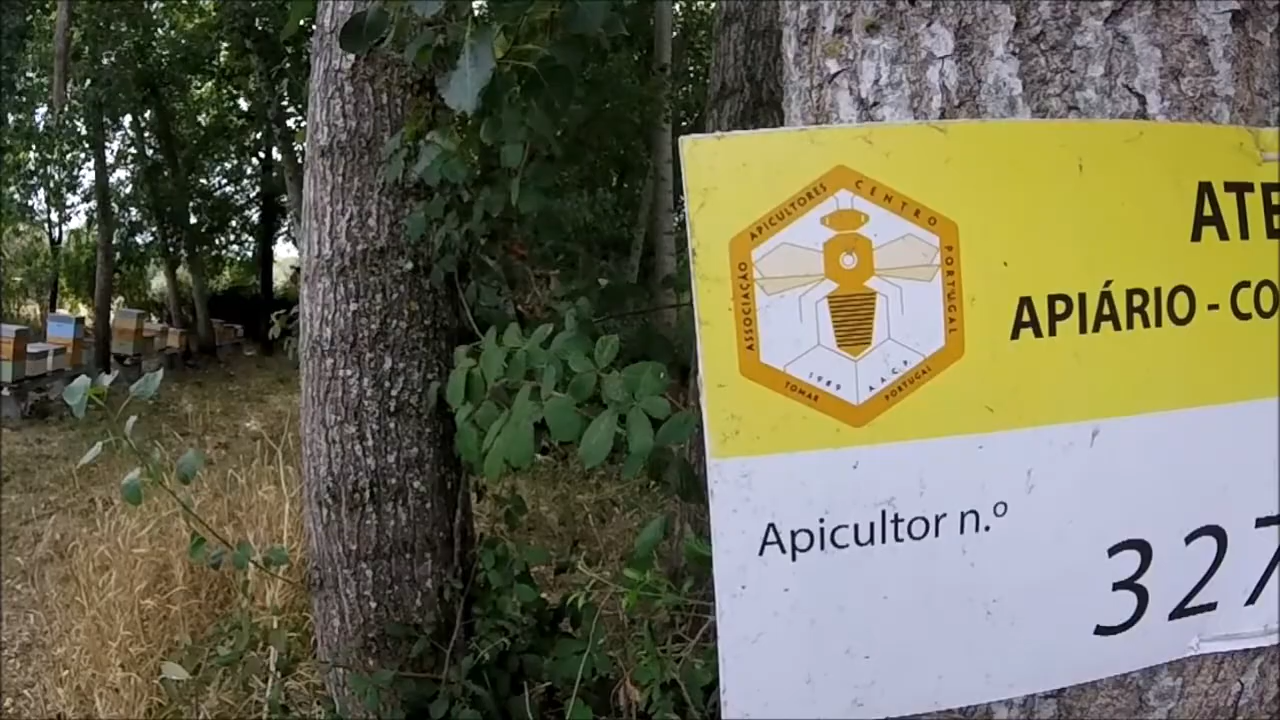 ASSOCIAÇÃO APICULTORES CENTRO PORTUGAL
1989 A.A.C.P.
TOMAR PORTUGAL
ATE
APIÁRIO - CO
Apicultor n.º
327